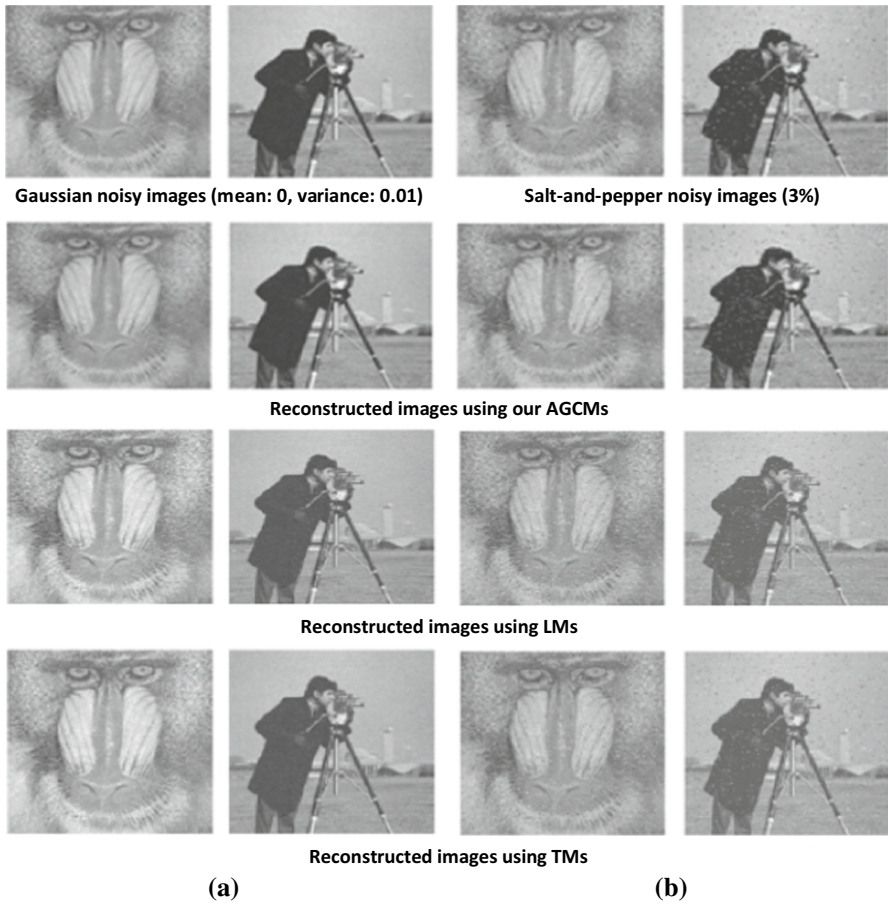 Gaussian noisy images (mean: 0, variance: 0.01)
Salt-and-pepper noisy images (3%)
Reconstructed images using our AGCMs
Reconstructed images using LMs
Reconstructed images using TMs
(a)
(b)